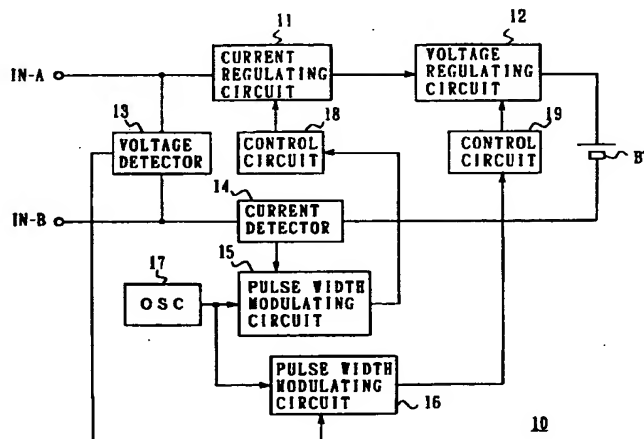 11
CURRENT
REGULATING
CIRCUIT
12
VOLTAGE
REGULATING
CIRCUIT
IN-A
13
VOLTAGE
DETECTOR
18
CONTROL
CIRCUIT
19
CONTROL
CIRCUIT
B
IN-B
14
CURRENT
DETECTOR
15
PULSE WIDTH
MODULATING
CIRCUIT
17
OSC
PULSE WIDTH
MODULATING
CIRCUIT
16
10